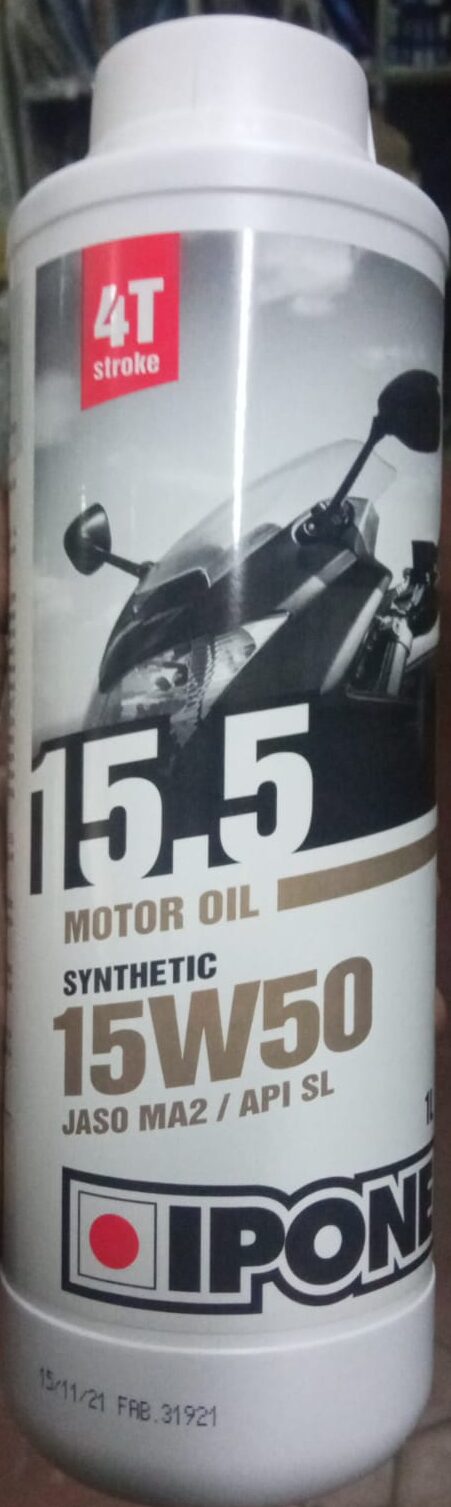 4T
stroke
15.5
MOTOR OIL
SYNTHETIC
15W50
JASO MA2 / API SL
IPONE
15/11/21 FAB.31921